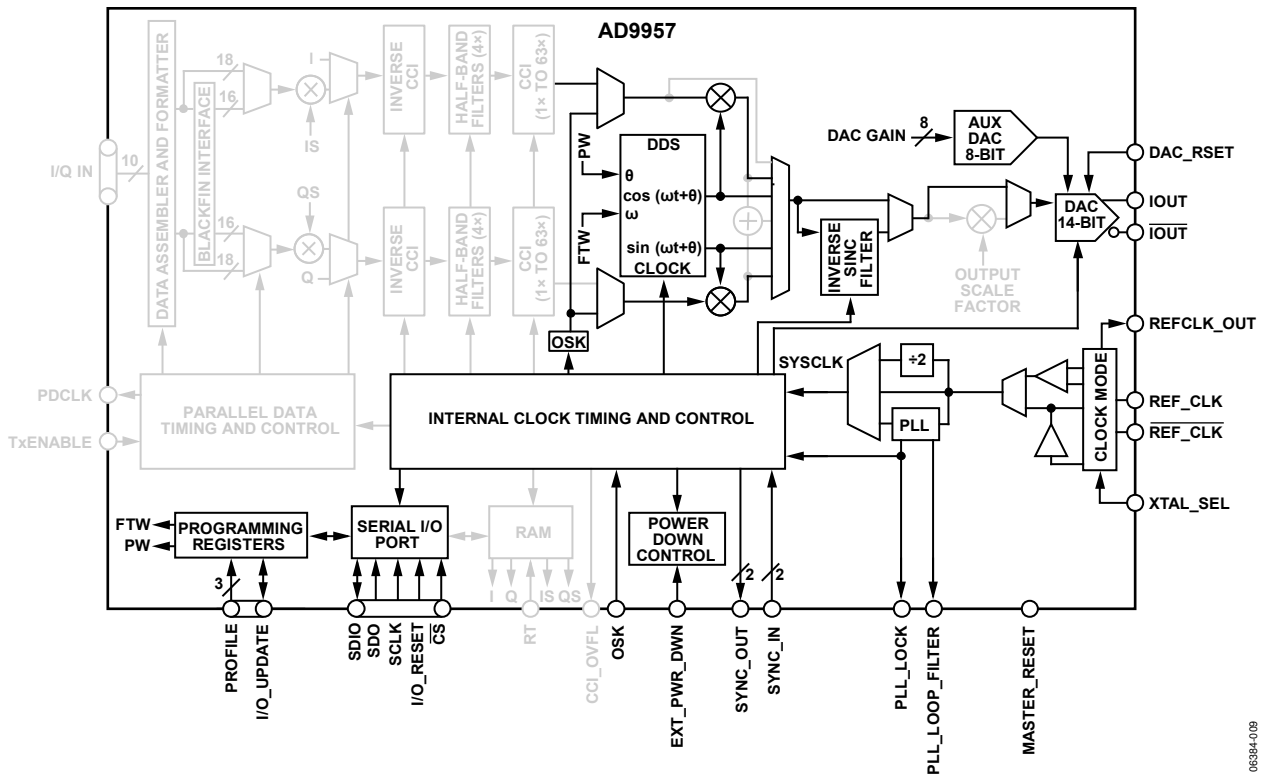 AD9957
I/Q IN
10
DATA ASSEMBLER AND FORMATTER
BLACKFIN INTERFACE
18
16
16
18
IS
QS
I
Q
INVERSE
CCI
HALF-BAND
FILTERS (4×)
CCI
(1× TO 63×)
INVERSE
CCI
HALF-BAND
FILTERS (4×)
CCI
(1× TO 63×)
OSK
PW
FTW
DDS
θ
cos (ωt+θ)
ω
sin (ωt+θ)
CLOCK
INVERSE
SINC
FILTER
OUTPUT
SCALE
FACTOR
DAC GAIN
8
AUX
DAC
8-BIT
DAC
14-BIT
DAC_RSET
IOUT
IOUT
REFCLK_OUT
REF_CLK
REF_CLK
XTAL_SEL
CLOCK MODE
SYSCLK
÷2
PLL
PDCLK
TxENABLE
PARALLEL DATA
TIMING AND CONTROL
INTERNAL CLOCK TIMING AND CONTROL
FTW
PW
PROGRAMMING
REGISTERS
SERIAL I/O
PORT
RAM
POWER
DOWN
CONTROL
3
I
Q
IS
QS
2
2
PROFILE
I/O_UPDATE
SDIO
SDO
SCLK
I/O_RESET
CS
RT
CCI_OVFL
OSK
EXT_PWR_DWN
SYNC_OUT
SYNC_IN
PLL_LOCK
PLL_LOOP_FILTER
MASTER_RESET
06384-009